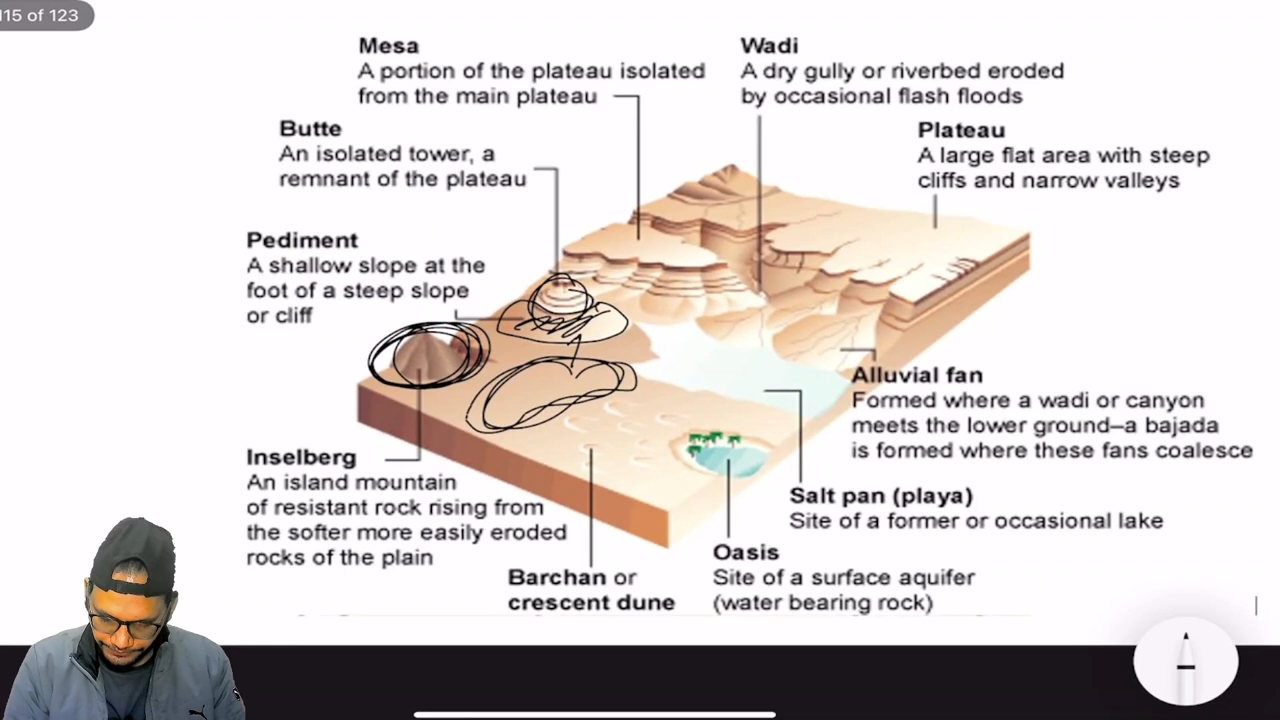 115 of 123
Mesa
A portion of the plateau isolated
from the main plateau
Wadi
A dry gully or riverbed eroded
by occasional flash floods
Butte
An isolated tower, a
remnant of the plateau
Plateau
A large flat area with steep
cliffs and narrow valleys
Pediment
A shallow slope at the
foot of a steep slope
or cliff
Alluvial fan
Formed where a wadi or canyon
meets the lower ground–a bajada
is formed where these fans coalesce
Inselberg
An island mountain
of resistant rock rising from
the softer more easily eroded
rocks of the plain
Salt pan (playa)
Site of a former or occasional lake
Oasis
Site of a surface aquifer
(water bearing rock)
Barchan or
crescent dune